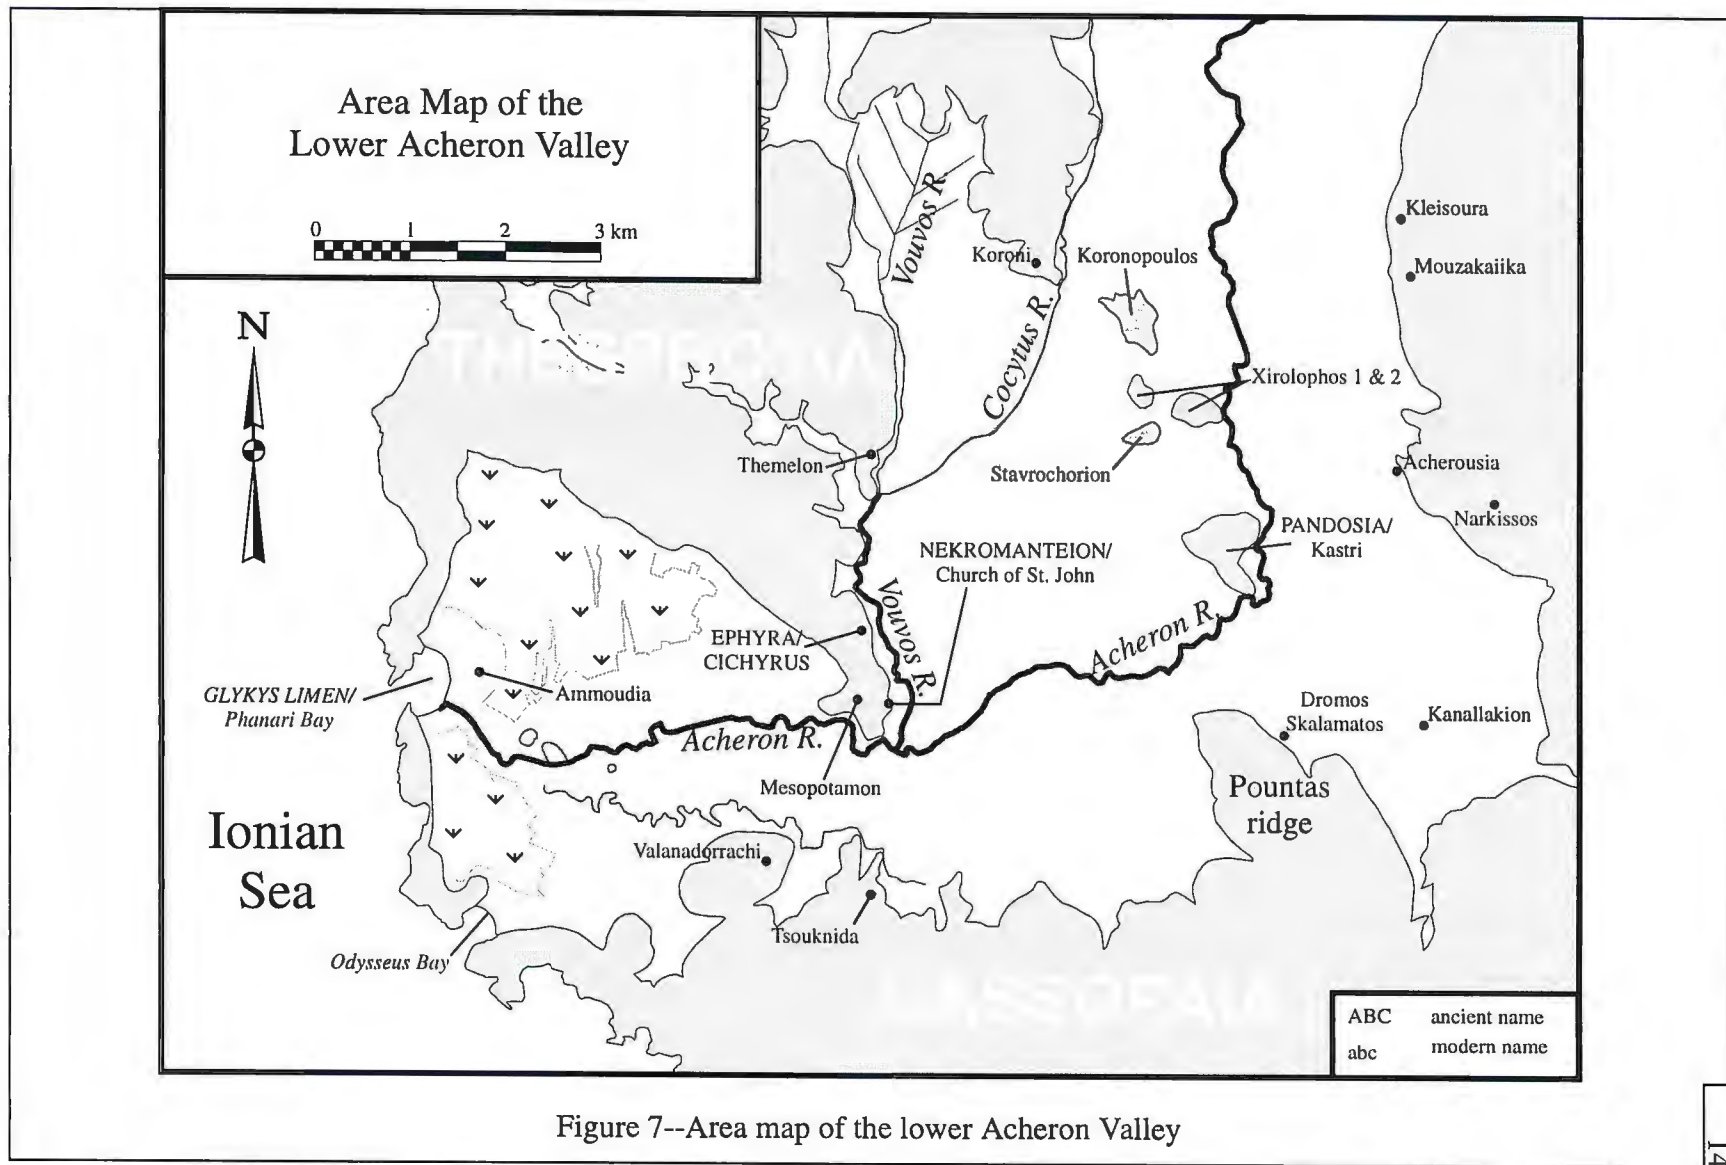 Area Map of the
Lower Acheron Valley
0 1 2 3 km
N
Vouvos R.
Koroni
Koronopoulos
Kleisoura
Mouzakaiika
THESPROTIA
Cocytus R.
Xirolophos 1 & 2
Themelon
Stavrochorion
Acherousia
Narkissos
PANDOSIA/
Kastri
NEKROMANTEION/
Church of St. John
Vouvos R.
EPHYRA/
CICHYRUS
Acheron R.
GLYKYS LIMEN/
Phanari Bay
Ammoudia
Dromos
Skalamatos
Kanallakion
Acheron R.
Mesopotamon
Pountas
ridge
Ionian
Sea
Valanadorrachi
Tsouknida
Odysseus Bay
ABC ancient name
abc modern name
Figure 7--Area map of the lower Acheron Valley